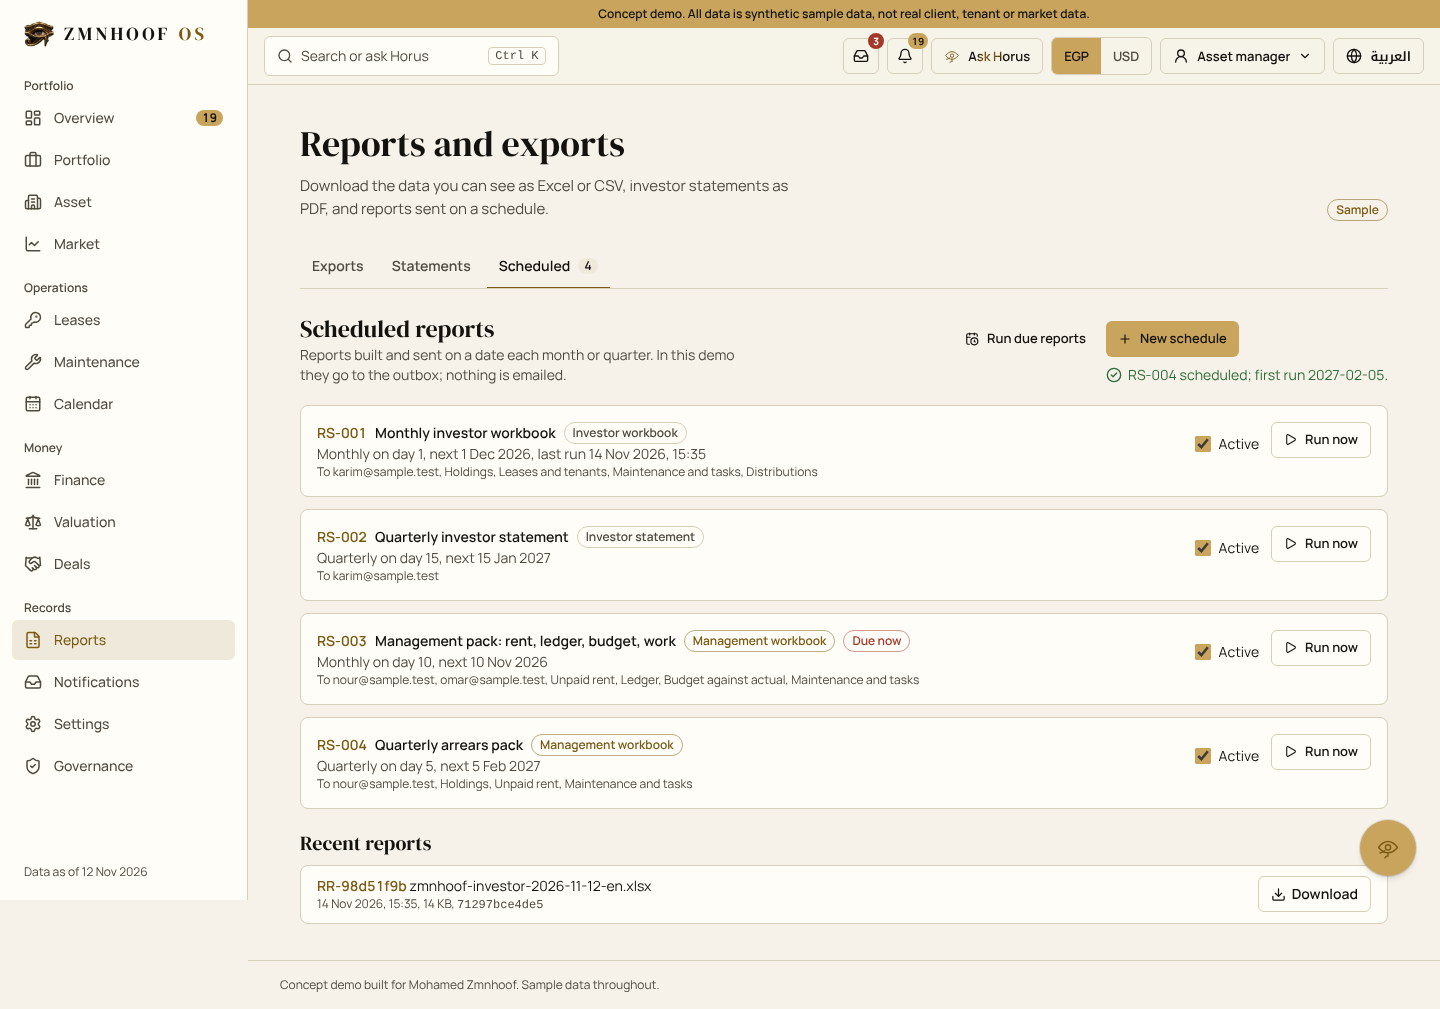 ZMNHOOF OS
Concept demo. All data is synthetic sample data, not real client, tenant or market data.
Search or ask Horus
Ctrl K
3
19
Ask Horus
EGP
USD
Asset manager
العربية
Portfolio
Overview
19
Portfolio
Asset
Market
Operations
Leases
Maintenance
Calendar
Money
Finance
Valuation
Deals
Records
Reports
Notifications
Settings
Governance
Data as of 12 Nov 2026
Reports and exports
Download the data you can see as Excel or CSV, investor statements as
PDF, and reports sent on a schedule.
Sample
Exports
Statements
Scheduled 4
Scheduled reports
Reports built and sent on a date each month or quarter. In this demo
they go to the outbox; nothing is emailed.
Run due reports
New schedule
RS-004 scheduled; first run 2027-02-05.
RS-001 Monthly investor workbook Investor workbook
Monthly on day 1, next 1 Dec 2026, last run 14 Nov 2026, 15:35
To karim@sample.test, Holdings, Leases and tenants, Maintenance and tasks, Distributions
Active
Run now
RS-002 Quarterly investor statement Investor statement
Quarterly on day 15, next 15 Jan 2027
To karim@sample.test
Active
Run now
RS-003 Management pack: rent, ledger, budget, work Management workbook Due now
Monthly on day 10, next 10 Nov 2026
To nour@sample.test, omar@sample.test, Unpaid rent, Ledger, Budget against actual, Maintenance and tasks
Active
Run now
RS-004 Quarterly arrears pack Management workbook
Quarterly on day 5, next 5 Feb 2027
To nour@sample.test, Holdings, Unpaid rent, Maintenance and tasks
Active
Run now
Recent reports
RR-98d51f9b zmnhoof-investor-2026-11-12-en.xlsx
14 Nov 2026, 15:35, 14 KB, 71297bce4de5
Download
Concept demo built for Mohamed Zmnhoof. Sample data throughout.